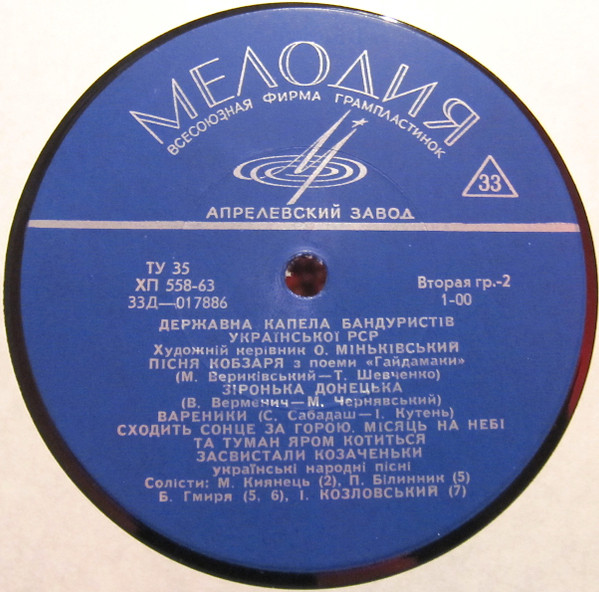 МЕЛОДИЯ
ВСЕСОЮЗНАЯ ФИРМА ГРАМПЛАСТИНОК
33
АПРЕЛЕВСКИЙ ЗАВОД
ТУ 35
ХП 558-63
33Д—017886
Вторая гр.-2
1-00
ДЕРЖАВНА КАПЕЛА БАНДУРИСТІВ
УКРАЇНСЬКОЇ РСР
Художній керівник О. МІНЬКІВСЬКИЙ
ПІСНЯ КОБЗАРЯ з поеми «Гайдамаки»
(М. Вериківський—Т. Шевченко)
ЗІРОНЬКА ДОНЕЦЬКА
(В. Верменич—М. Чернявський)
ВАРЕНИКИ (С. Сабадаш—І. Кутень)
СХОДИТЬ СОНЦЕ ЗА ГОРОЮ. МІСЯЦЬ НА НЕБІ
ТА ТУМАН ЯРОМ КОТИТЬСЯ
ЗАСВИСТАЛИ КОЗАЧЕНЬКИ
українські народні пісні
Солісти: М. Киянець (2), П. Білинник (5)
Б. Гмиря (5, 6), І. КОЗЛОВСЬКИЙ (7)